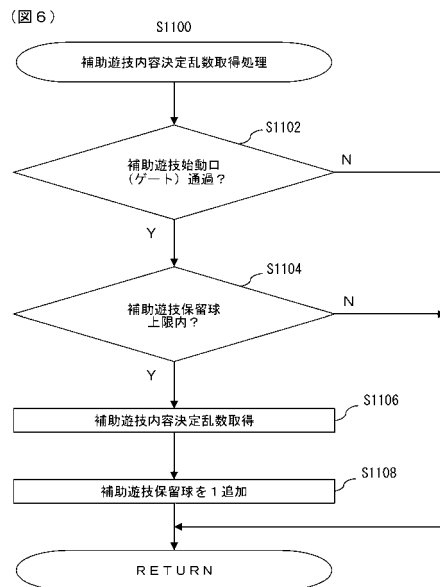 (図6)
S1100
補助遊技内容決定乱数取得処理
S1102
補助遊技始動口
(ゲート)通過?
N
Y
S1104
補助遊技保留球
上限内?
N
Y
S1106
補助遊技内容決定乱数取得
S1108
補助遊技保留球を1追加
RETURN